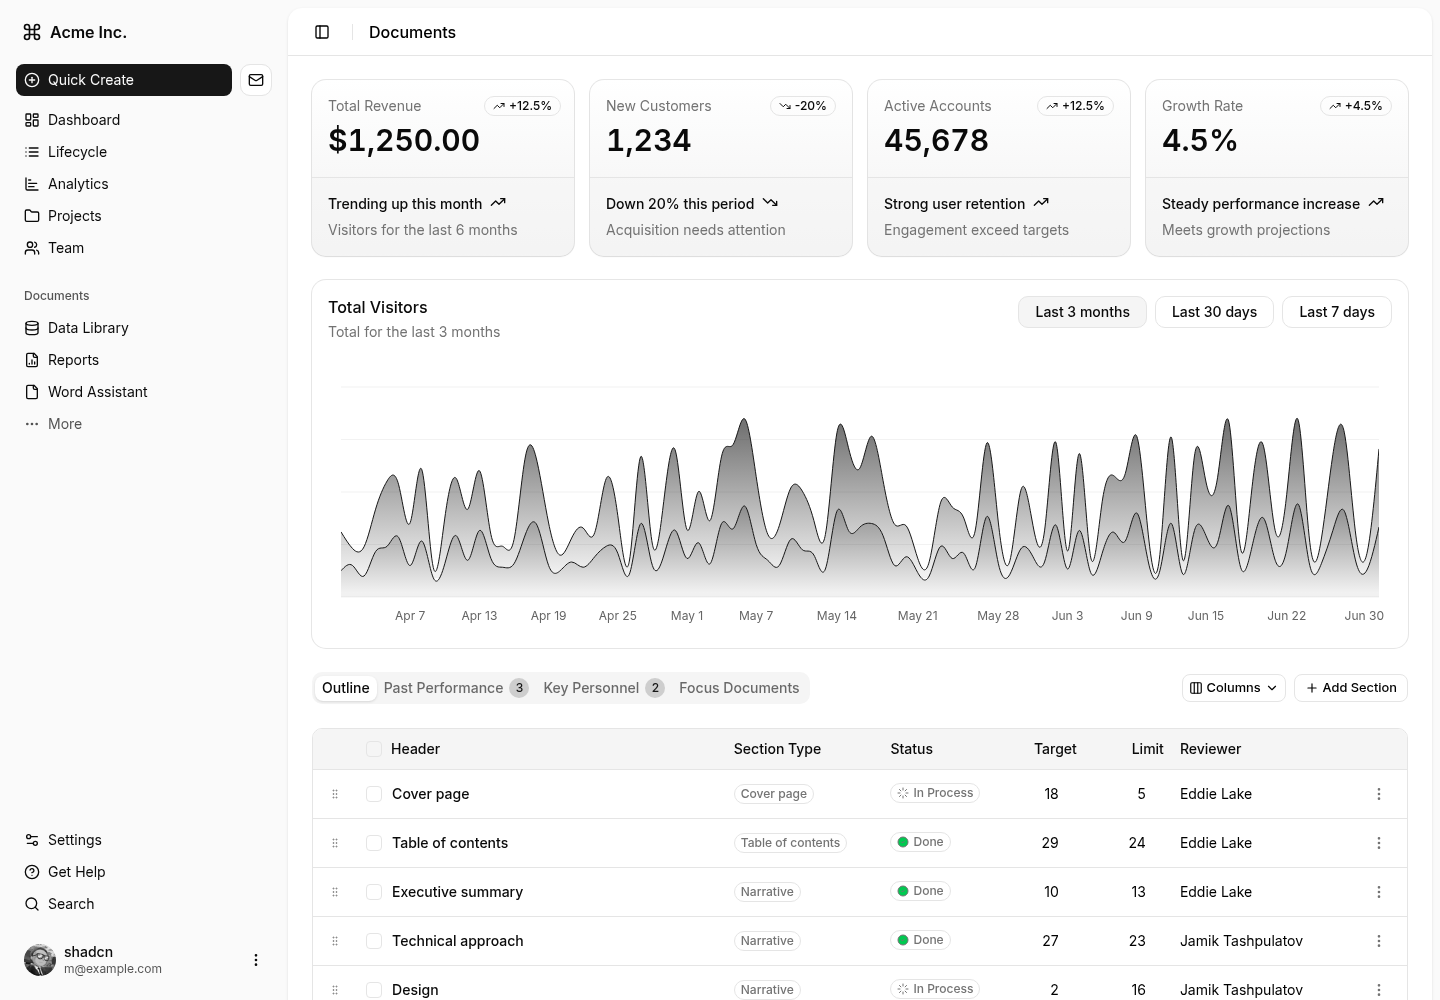 Acme Inc.
Quick Create
Dashboard
Lifecycle
Analytics
Projects
Team
Documents
Data Library
Reports
Word Assistant
More
Settings
Get Help
Search
shadcn
m@example.com
Documents
Total Revenue
+12.5%
$1,250.00
Trending up this month
Visitors for the last 6 months
New Customers
-20%
1,234
Down 20% this period
Acquisition needs attention
Active Accounts
+12.5%
45,678
Strong user retention
Engagement exceed targets
Growth Rate
+4.5%
4.5%
Steady performance increase
Meets growth projections
Total Visitors
Total for the last 3 months
Last 3 months Last 30 days Last 7 days
Apr 7 Apr 13 Apr 19 Apr 25 May 1 May 7 May 14 May 21 May 28 Jun 3 Jun 9 Jun 15 Jun 22 Jun 30
Outline Past Performance 3 Key Personnel 2 Focus Documents Columns Add Section
Header Section Type Status Target Limit Reviewer
Cover page Cover page In Process 18 5 Eddie Lake
Table of contents Table of contents Done 29 24 Eddie Lake
Executive summary Narrative Done 10 13 Eddie Lake
Technical approach Narrative Done 27 23 Jamik Tashpulatov
Design Narrative In Process 2 16 Jamik Tashpulatov